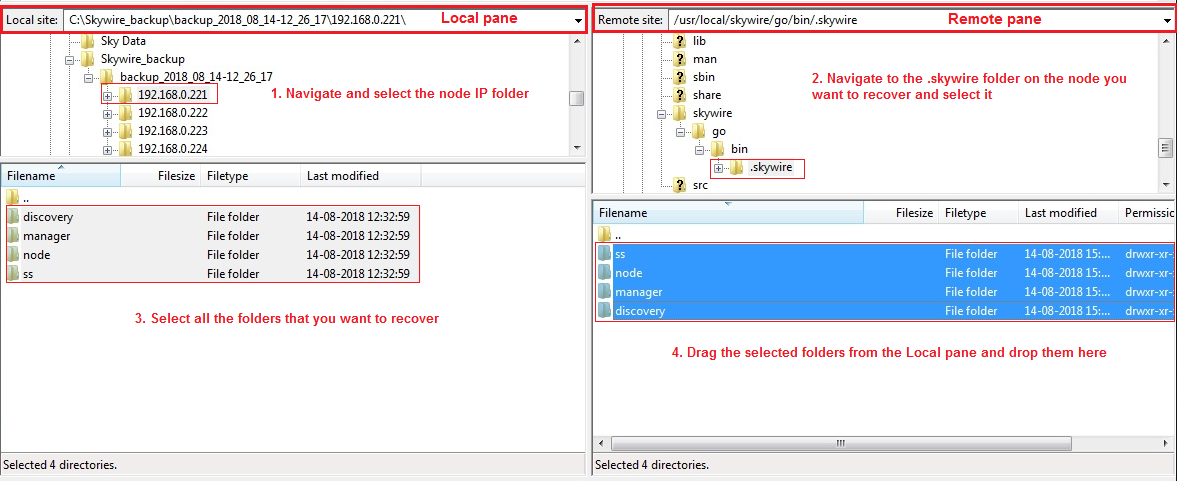 Local site: C:\Skywire_backup\backup_2018_08_14-12_26_17\192.168.0.221\ Local pane
Sky Data
Skywire_backup
backup_2018_08_14-12_26_17
192.168.0.221
1. Navigate and select the node IP folder
192.168.0.222
192.168.0.223
192.168.0.224
Filename Filesize Filetype Last modified
..
discovery File folder 14-08-2018 12:32:59
manager File folder 14-08-2018 12:32:59
node File folder 14-08-2018 12:32:59
ss File folder 14-08-2018 12:32:59
3. Select all the folders that you want to recover
Selected 4 directories.
Remote site: /usr/local/skywire/go/bin/.skywire Remote pane
lib
man
sbin
share
2. Navigate to the .skywire folder on the node you
want to recover and select it
skywire
go
bin
.skywire
src
Filename Filesize Filetype Last modified Permissic
..
ss File folder 14-08-2018 15:... drwxr-xr-
node File folder 14-08-2018 15:... drwxr-xr-
manager File folder 14-08-2018 15:... drwxr-xr-
discovery File folder 14-08-2018 15:... drwxr-xr-
4. Drag the selected folders from the Local pane and drop them here
Selected 4 directories.